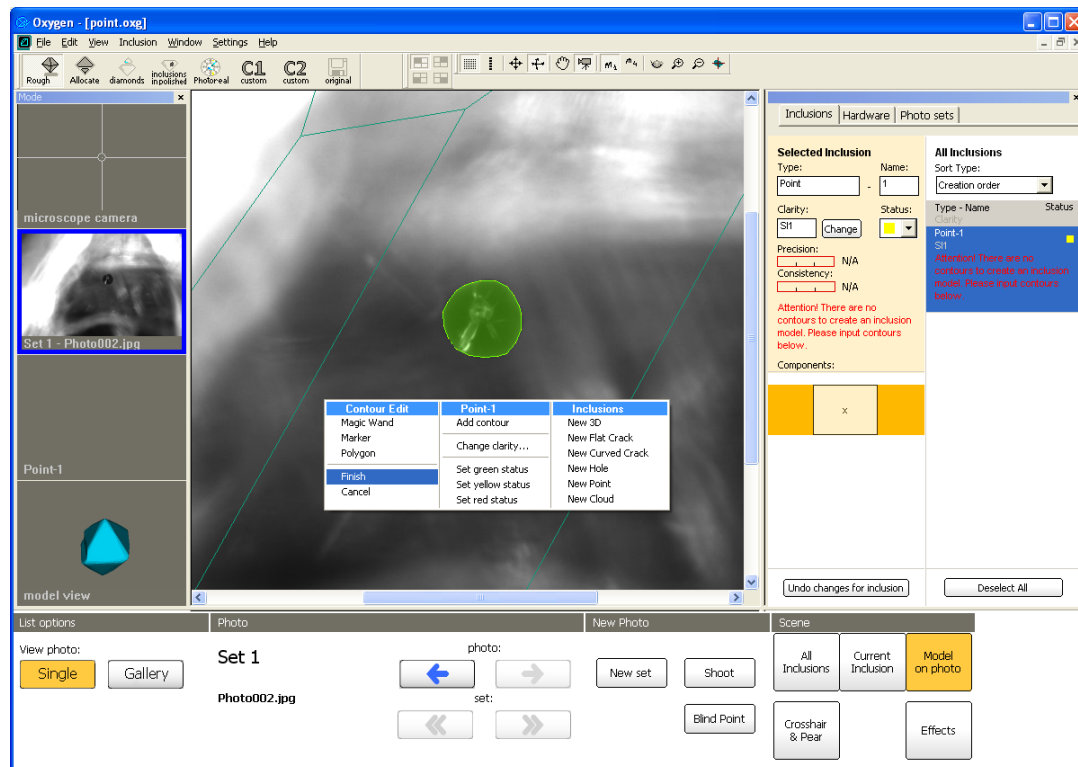 Oxygen - [point.oxg]
File Edit View Inclusion Window Settings Help
Rough
Allocate
diamonds
inclusions
inpolished
Photoreal
C1
custom
C2
custom
original
Mode
microscope camera
Set 1 - Photo002.jpg
Point-1
model view
Contour Edit
Magic Wand
Marker
Polygon
Finish
Cancel
Point-1
Add contour
Change clarity...
Set green status
Set yellow status
Set red status
Inclusions
New 3D
New Flat Crack
New Curved Crack
New Hole
New Point
New Cloud
Inclusions Hardware Photo sets
Selected Inclusion
Type: Name:
Point - 1
Clarity: Status:
SI1 Change
Precision:
N/A
Consistency:
N/A
Attention! There are no
contours to create an inclusion
model. Please input contours
below.
Components:
x
Undo changes for inclusion
All Inclusions
Sort Type:
Creation order
Type - Name Status
Clarity
Point-1
SI1
Attention! There are no
contours to create an inclusion
model. Please input contours
below.
Deselect All
List options
View photo:
Single Gallery
Photo
Set 1
Photo002.jpg
photo:
set:
New Photo
New set Shoot
Blind Point
Scene
All
Inclusions
Current
Inclusion
Model
on photo
Crosshair
& Pear
Effects